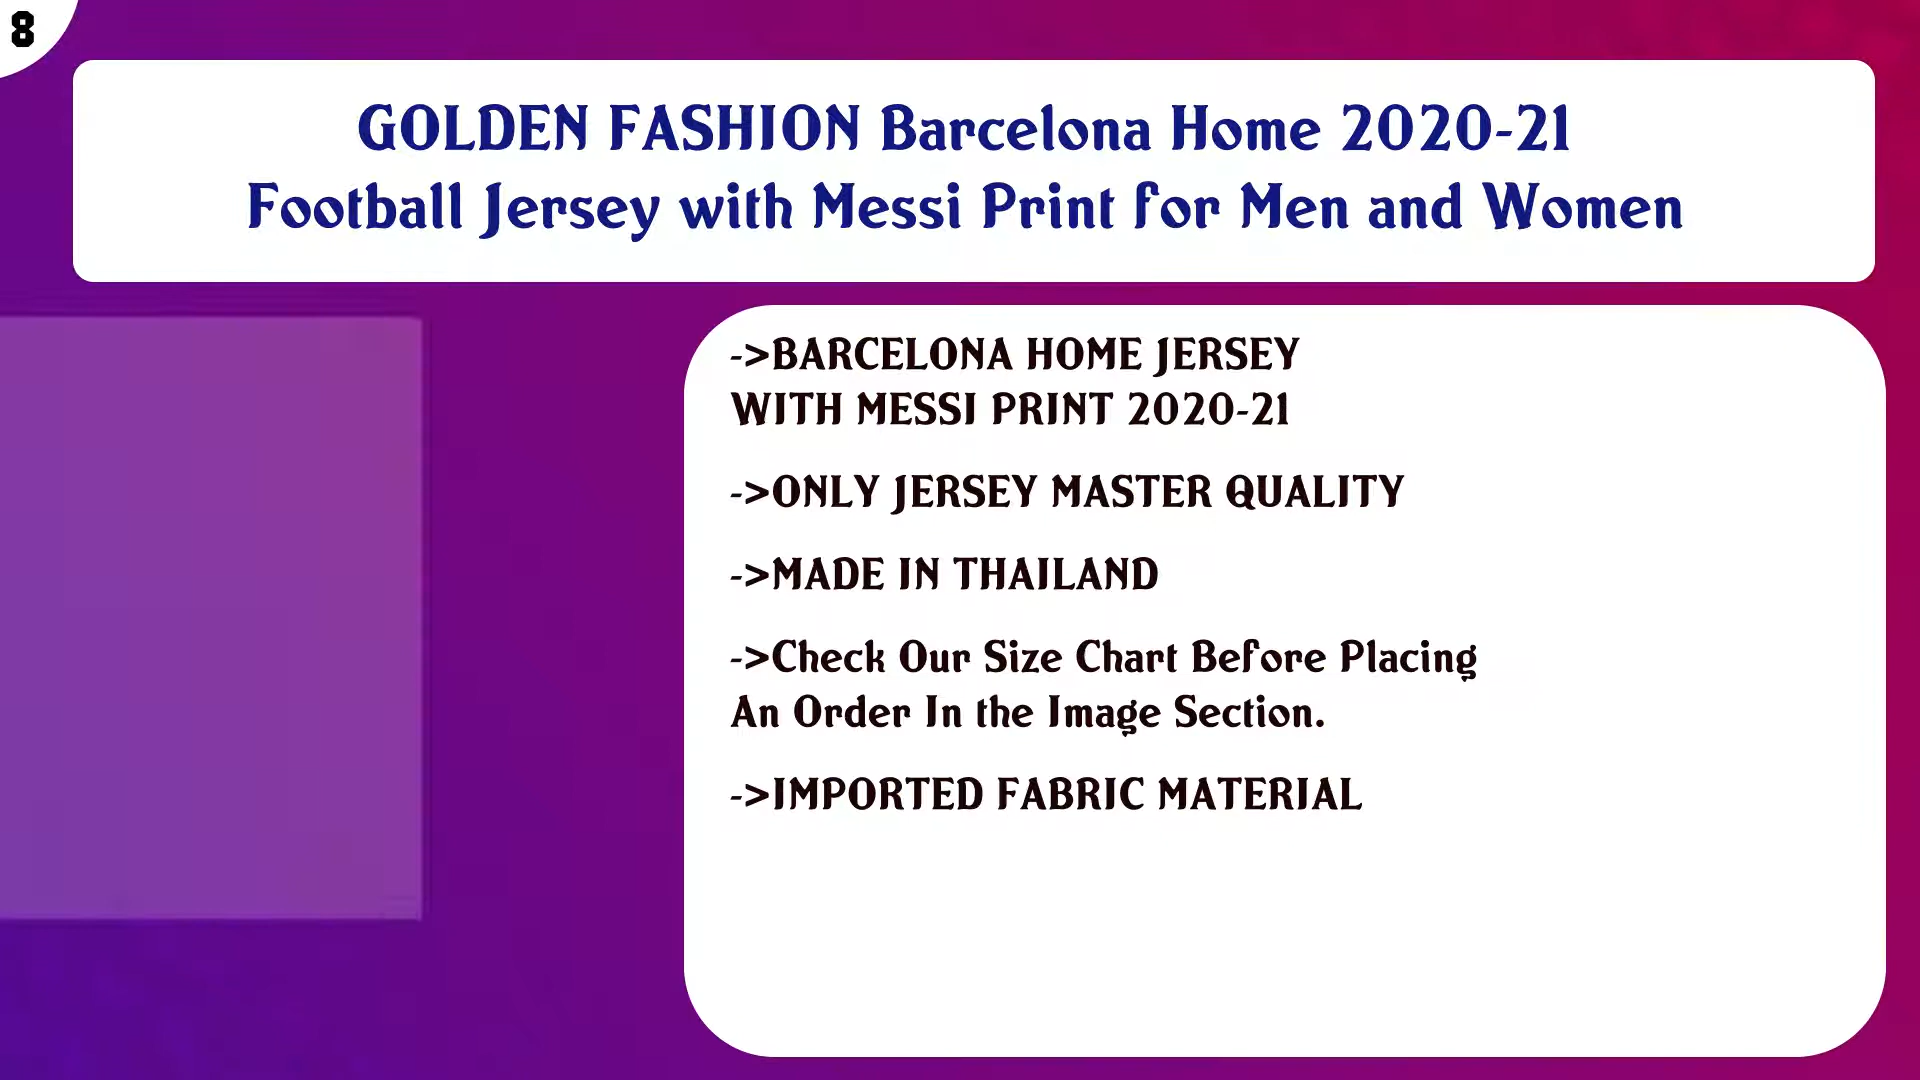 8
GOLDEN FASHION Barcelona Home 2020-21
Football Jersey with Messi Print for Men and Women
->BARCELONA HOME JERSEY
WITH MESSI PRINT 2020-21
->ONLY JERSEY MASTER QUALITY
->MADE IN THAILAND
->Check Our Size Chart Before Placing
An Order In the Image Section.
->IMPORTED FABRIC MATERIAL